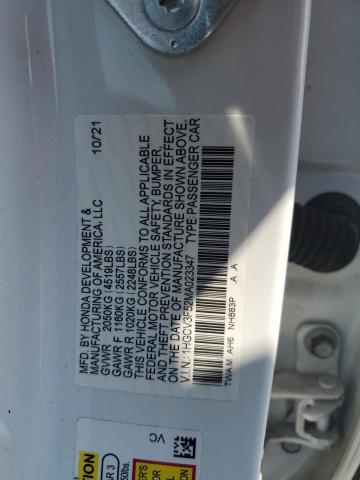 MFD. BY HONDA DEVELOPMENT & 10/21
MANUFACTURING OF AMERICA, LLC
GVWR 2050KG (4519LBS)
GAWR F 1160KG (2557LBS)
GAWR R 1020KG (2248LBS)
THIS VEHICLE CONFORMS TO ALL APPLICABLE
FEDERAL MOTOR VEHICLE SAFETY, BUMPER,
AND THEFT PREVENTION STANDARDS IN EFFECT
ON THE DATE OF MANUFACTURE SHOWN ABOVE.
V.I.N.: 1HGCV3F52MA023347 TYPE: PASSENGER CAR
TWA M AH6 NH883P A A
VC